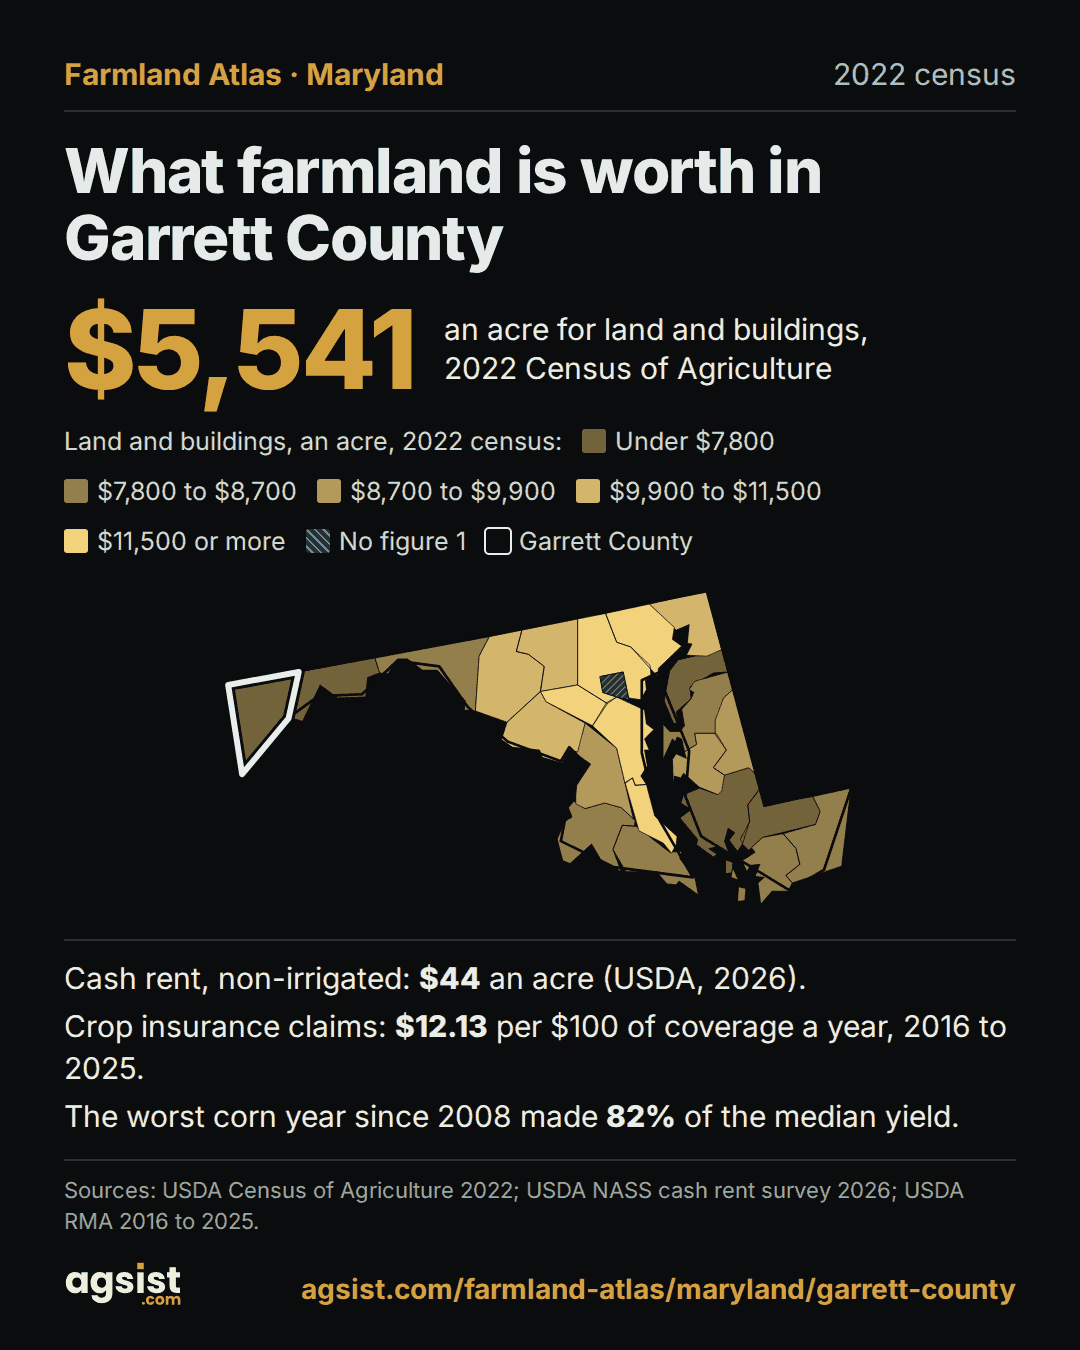 Farmland Atlas · Maryland
2022 census
What farmland is worth in
Garrett County
$5,541
an acre for land and buildings,
2022 Census of Agriculture
Land and buildings, an acre, 2022 census: Under $7,800
$7,800 to $8,700 $8,700 to $9,900 $9,900 to $11,500
$11,500 or more No figure 1 Garrett County
Cash rent, non-irrigated: $44 an acre (USDA, 2026).
Crop insurance claims: $12.13 per $100 of coverage a year, 2016 to
2025.
The worst corn year since 2008 made 82% of the median yield.
Sources: USDA Census of Agriculture 2022; USDA NASS cash rent survey 2026; USDA
RMA 2016 to 2025.
agsist
.com
agsist.com/farmland-atlas/maryland/garrett-county